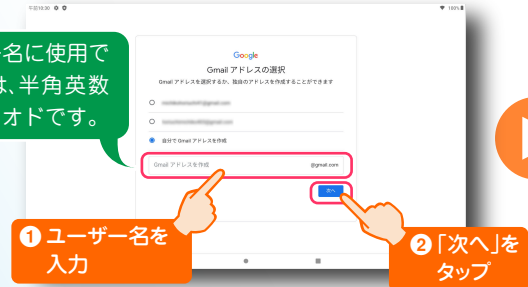 午前10:30
100%
名に使用で
、半角英数
オドです。
Google
Gmail アドレスの選択
Gmail アドレスを選択するか、独自のアドレスを作成することができます
自分で Gmail アドレスを作成
Gmail アドレスを作成 @gmail.com
次へ
1 ユーザー名を
入力
2 「次へ」を
タップ